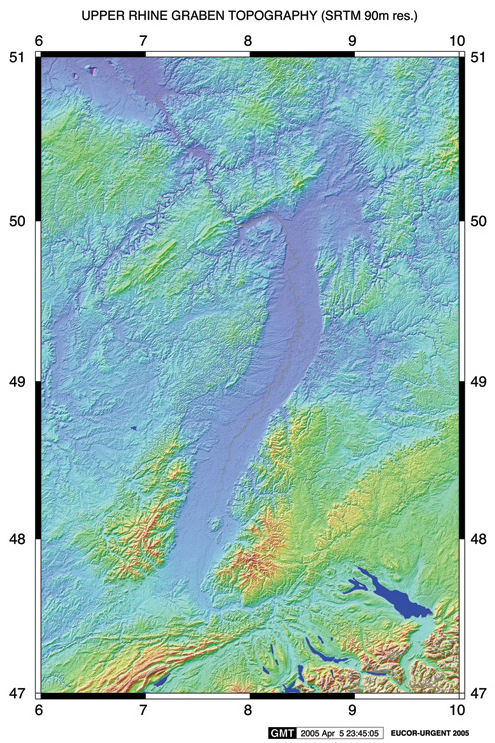 UPPER RHINE GRABEN TOPOGRAPHY (SRTM 90m res.)
6 7 8 9 10
51 51
50 50
49 49
48 48
47 47
6 7 8 9 10
GMT 2005 Apr 5 23:45:05 EUCOR-URGENT 2005